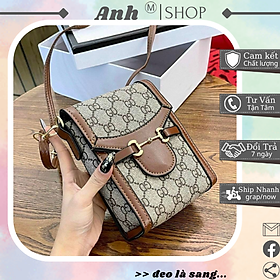 Anh Ⓜ | SHOP
Cam kết
Chất lượng
Tư Vấn
Tận Tâm
Đổi Trả
7 ngày
Ship Nhanh
grap/now
>> đeo là sang...